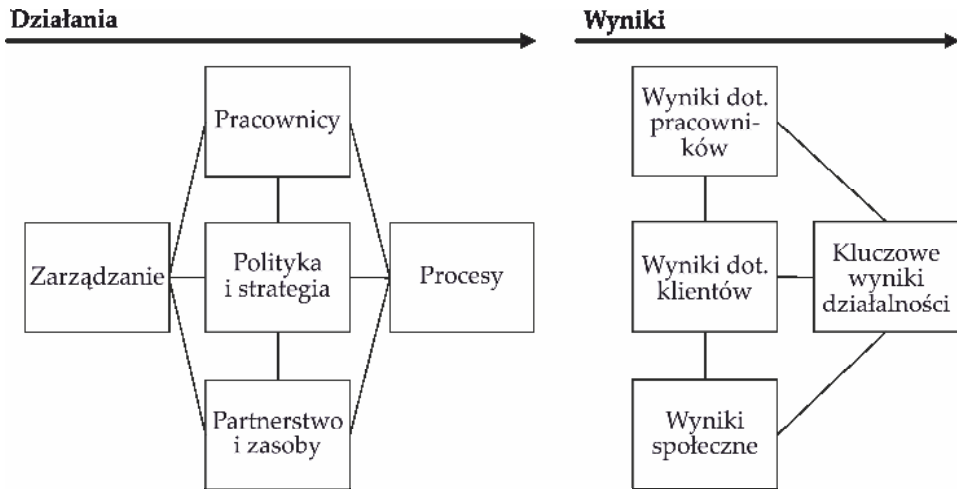 Działania
Wyniki
Pracownicy
Zarządzanie
Polityka
i strategia
Procesy
Partnerstwo
i zasoby
Wyniki dot.
pracowni-
ków
Wyniki dot.
klientów
Kluczowe
wyniki
działalności
Wyniki
społeczne